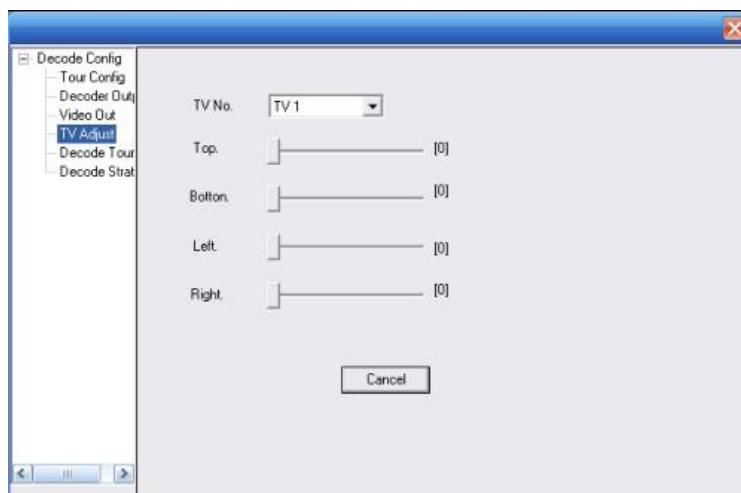 Decode Config
Tour Config
Decoder Outp
Video Out
TV Adjust
Decode Tour
Decode Strat
TV No.
TV 1
Top.
[0]
Botton.
[0]
Left.
[0]
Right.
[0]
Cancel